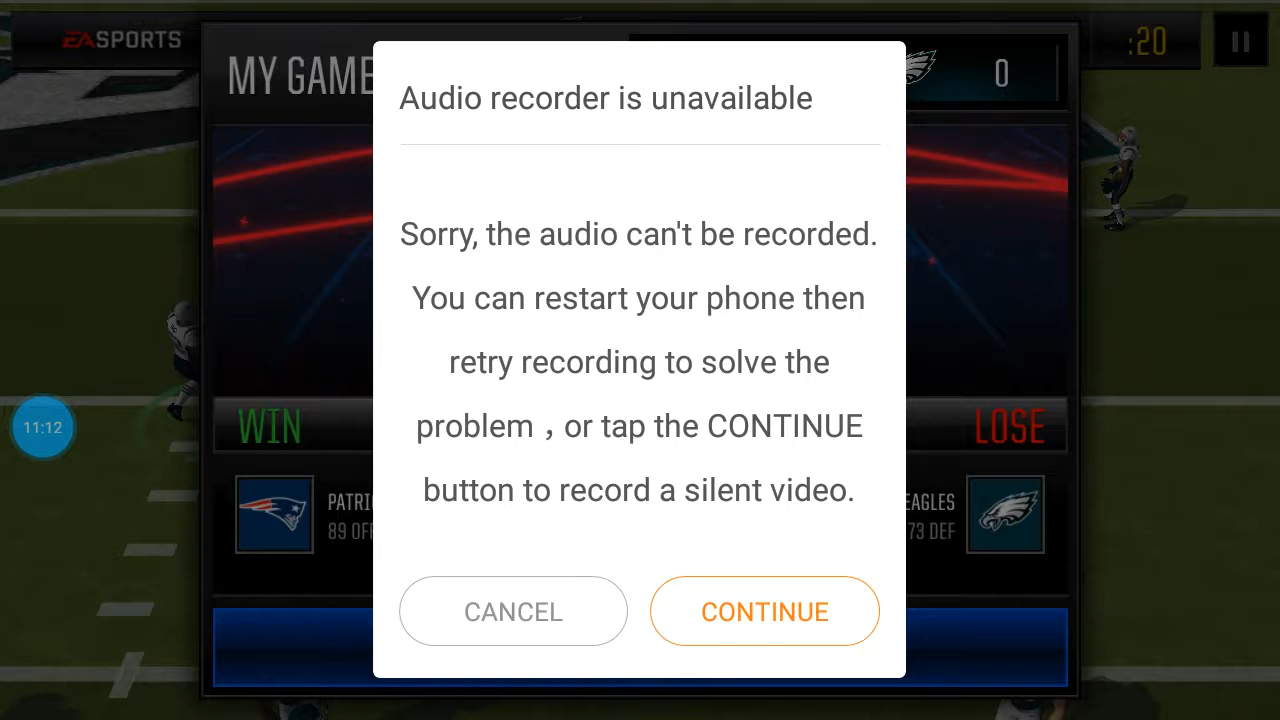 EA SPORTS
:20
MY GAME
0
Audio recorder is unavailable
Sorry, the audio can't be recorded.
You can restart your phone then
retry recording to solve the
problem，or tap the CONTINUE
button to record a silent video.
11:12
WIN
LOSE
PATRI
89 OFF
EAGLES
73 DEF
CANCEL
CONTINUE